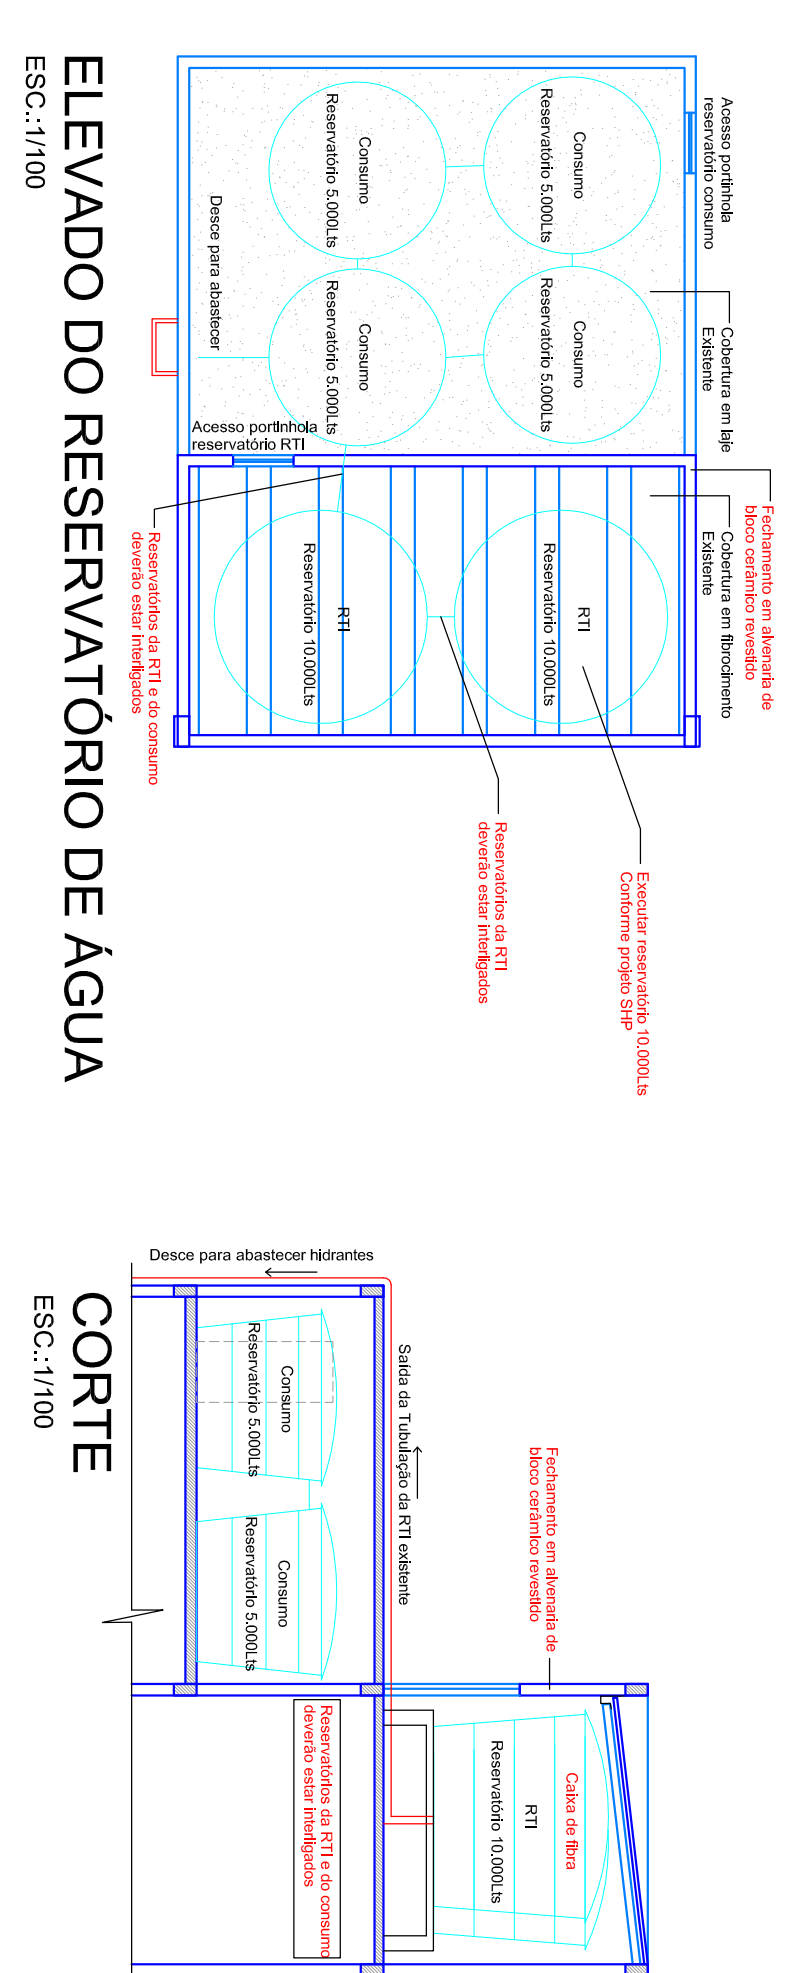 Acesso portinhola
reservatório consumo
Cobertura em laje
Existente
Fechamento em alvenaria de
bloco cerâmico revestido
Cobertura em fibrocimento
Existente
Consumo
Reservatório 5.000Lts
Consumo
Reservatório 5.000Lts
Consumo
Reservatório 5.000Lts
Consumo
Reservatório 5.000Lts
Desce para abastecer
Acesso portinhola
reservatório RTI
RTI
Reservatório 10.000Lts
RTI
Reservatório 10.000Lts
Executar reservatório 10.000Lts
Conforme projeto SHP
Reservatórios da RTI
deverão estar interligados
Reservatórios da RTI e do consumo
deverão estar interligados
ELEVADO DO RESERVATÓRIO DE ÁGUA
ESC.:1/100
Desce para abastecer hidrantes
Saída da Tubulação da RTI existente
Fechamento em alvenaria de
bloco cerâmico revestido
Consumo
Reservatório 5.000Lts
Consumo
Reservatório 5.000Lts
Caixa de fibra
RTI
Reservatório 10.000Lts
Reservatórios da RTI e do consumo
deverão estar interligados
CORTE
ESC.:1/100